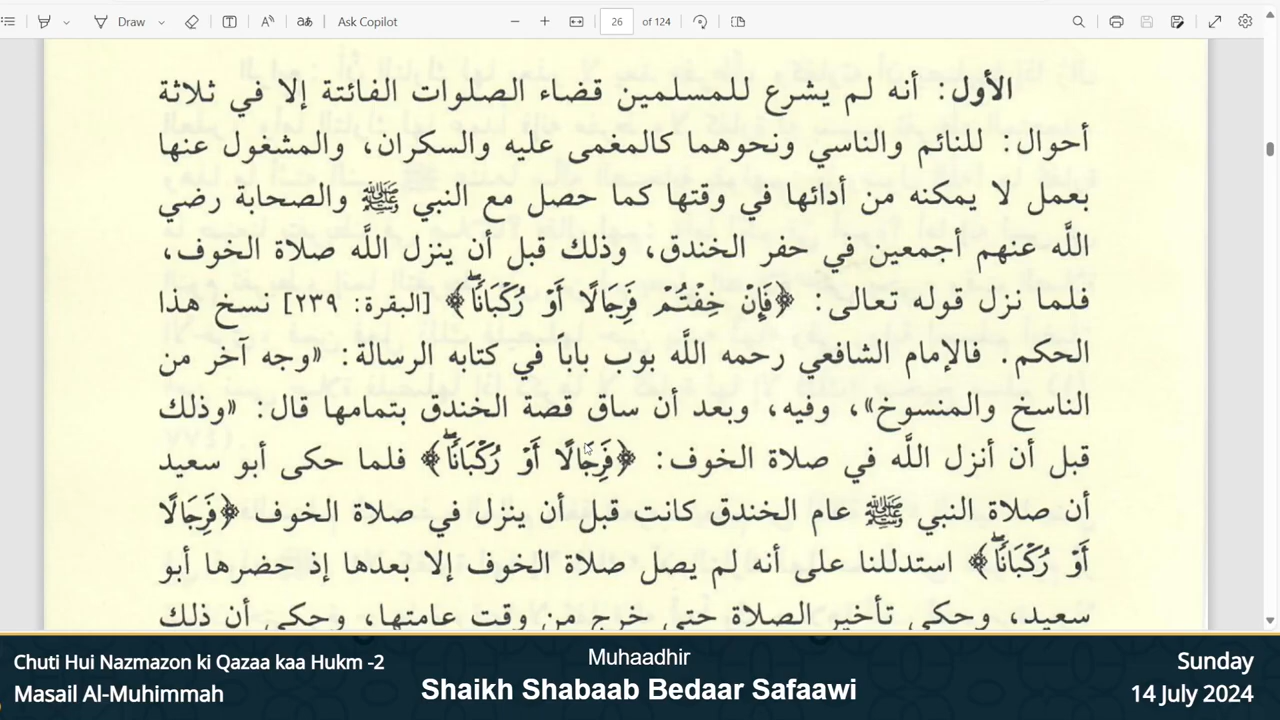 Draw
Ask Copilot
26 of 124
الأول: أنه لم يشرع للمسلمين قضاء الصلوات الفائتة إلا في ثلاثة
أحوال: للنائم والناسي ونحوهما كالمغمى عليه والسكران، والمشغول عنها
بعمل لا يمكنه من أدائها في وقتها كما حصل مع النبي ﷺ والصحابة رضي
اللَّه عنهم أجمعين في حفر الخندق، وذلك قبل أن ينزل اللَّه صلاة الخوف،
فلما نزل قوله تعالى: ﴿فَإِنْ خِفْتُمْ فَرِجَالًا أَوْ رُكْبَانًا ۖ﴾ [البقرة: ٢٣٩] نسخ هذا
الحكم. فالإمام الشافعي رحمه اللَّه بوب باباً في كتابه الرسالة: «وجه آخر من
الناسخ والمنسوخ»، وفيه، وبعد أن ساق قصة الخندق بتمامها قال: «وذلك
قبل أن أنزل اللَّه في صلاة الخوف: ﴿فَرِجَالًا أَوْ رُكْبَانًا ۖ﴾ فلما حكى أبو سعيد
أن صلاة النبي ﷺ عام الخندق كانت قبل أن ينزل في صلاة الخوف ﴿فَرِجَالًا
أَوْ رُكْبَانًا ۖ﴾ استدللنا على أنه لم يصل صلاة الخوف إلا بعدها إذ حضرها أبو
سعيد، وحكي تأخير الصلاة حتى خرج من وقت عامتها، وحكي أن ذلك
Chuti Hui Nazmazon ki Qazaa kaa Hukm -2
Masail Al-Muhimmah
Muhaadhir
Shaikh Shabaab Bedaar Safaawi
Sunday
14 July 2024